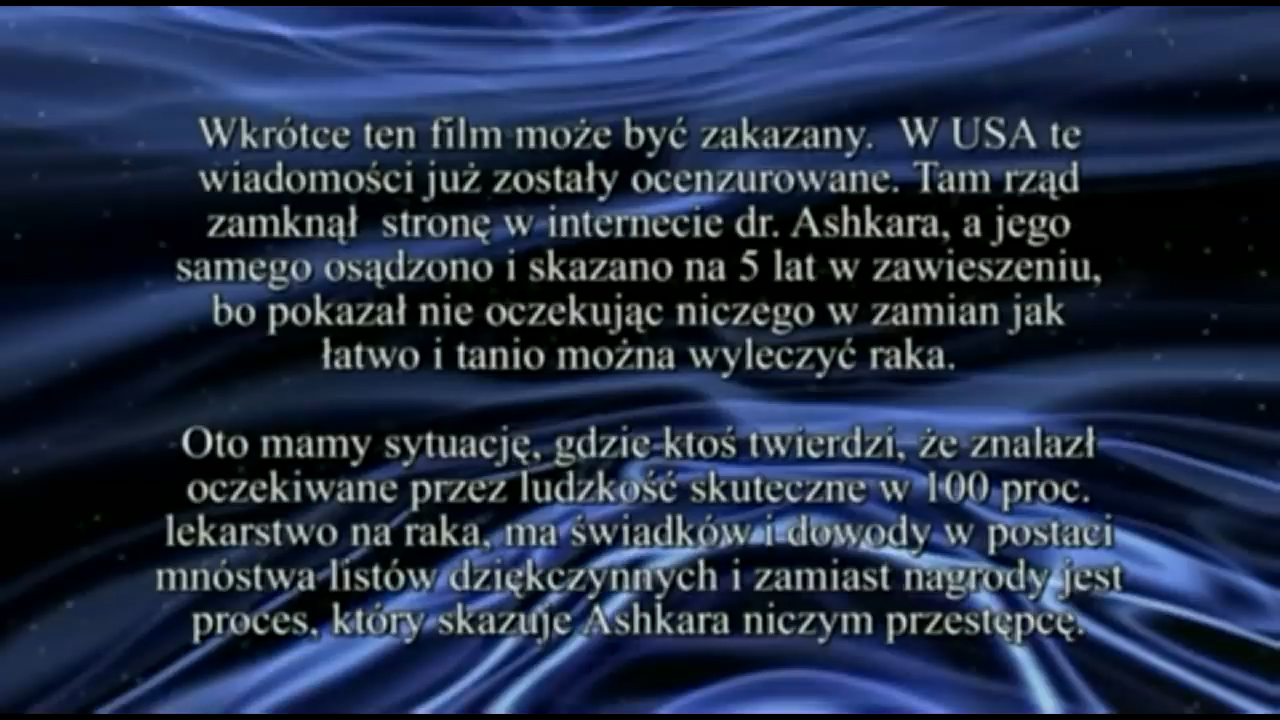 Wkrótce ten film może być zakazany.  W USA te
wiadomości już zostały ocenzurowane. Tam rząd
zamknął  stronę w internecie dr. Ashkara, a jego
samego osądzono i skazano na 5 lat w zawieszeniu,
bo pokazał nie oczekując niczego w zamian jak
łatwo i tanio można wyleczyć raka.
Oto mamy sytuację, gdzie ktoś twierdzi, że znalazł
oczekiwane przez ludzkość skuteczne w 100 proc.
lekarstwo na raka, ma świadków i dowody w postaci
mnóstwa listów dziękczynnych i zamiast nagrody jest
proces, który skazuje Ashkara niczym przestępcę.